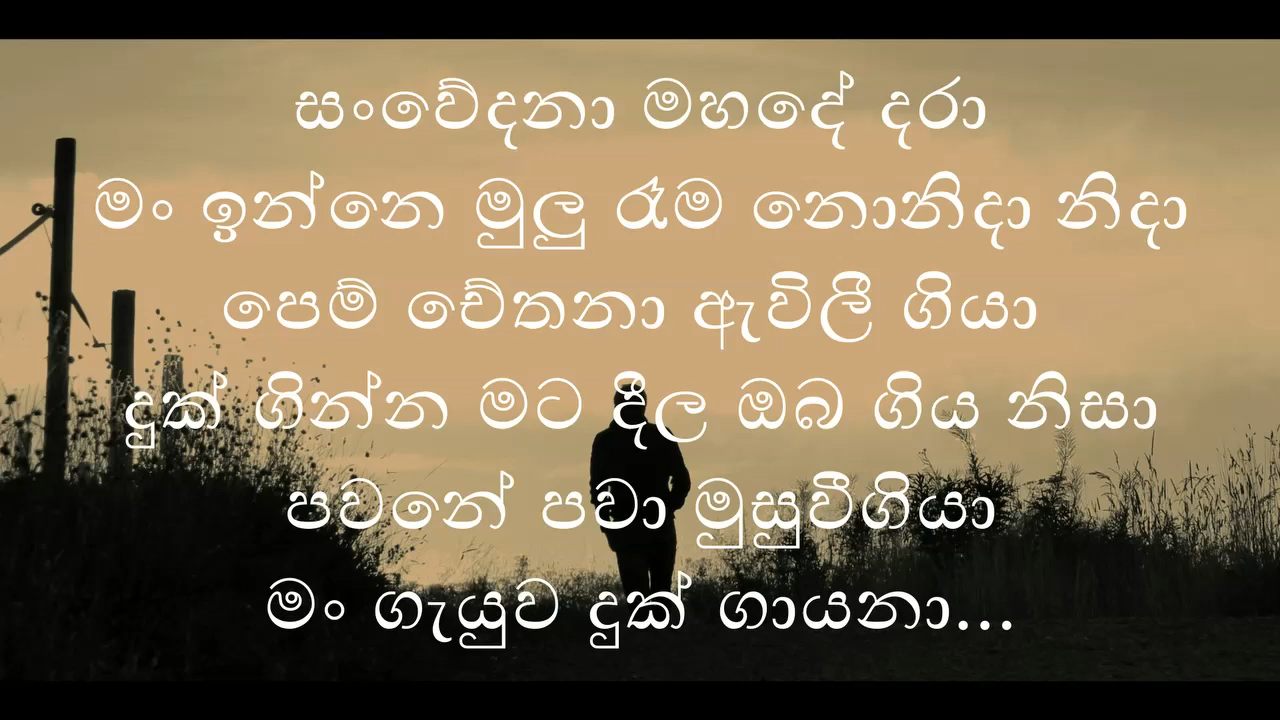 සංවේදනා මහදේ දරා
මං ඉන්නෙ මුලු රෑම නොනිදා නිදා
පෙම් චේතනා ඇවිලී ගියා
දුක් ගින්න මට දීල ඔබ ගිය නිසා
පවනේ පවා මුසුවීගියා
මං ගැයුව දුක් ගායනා...